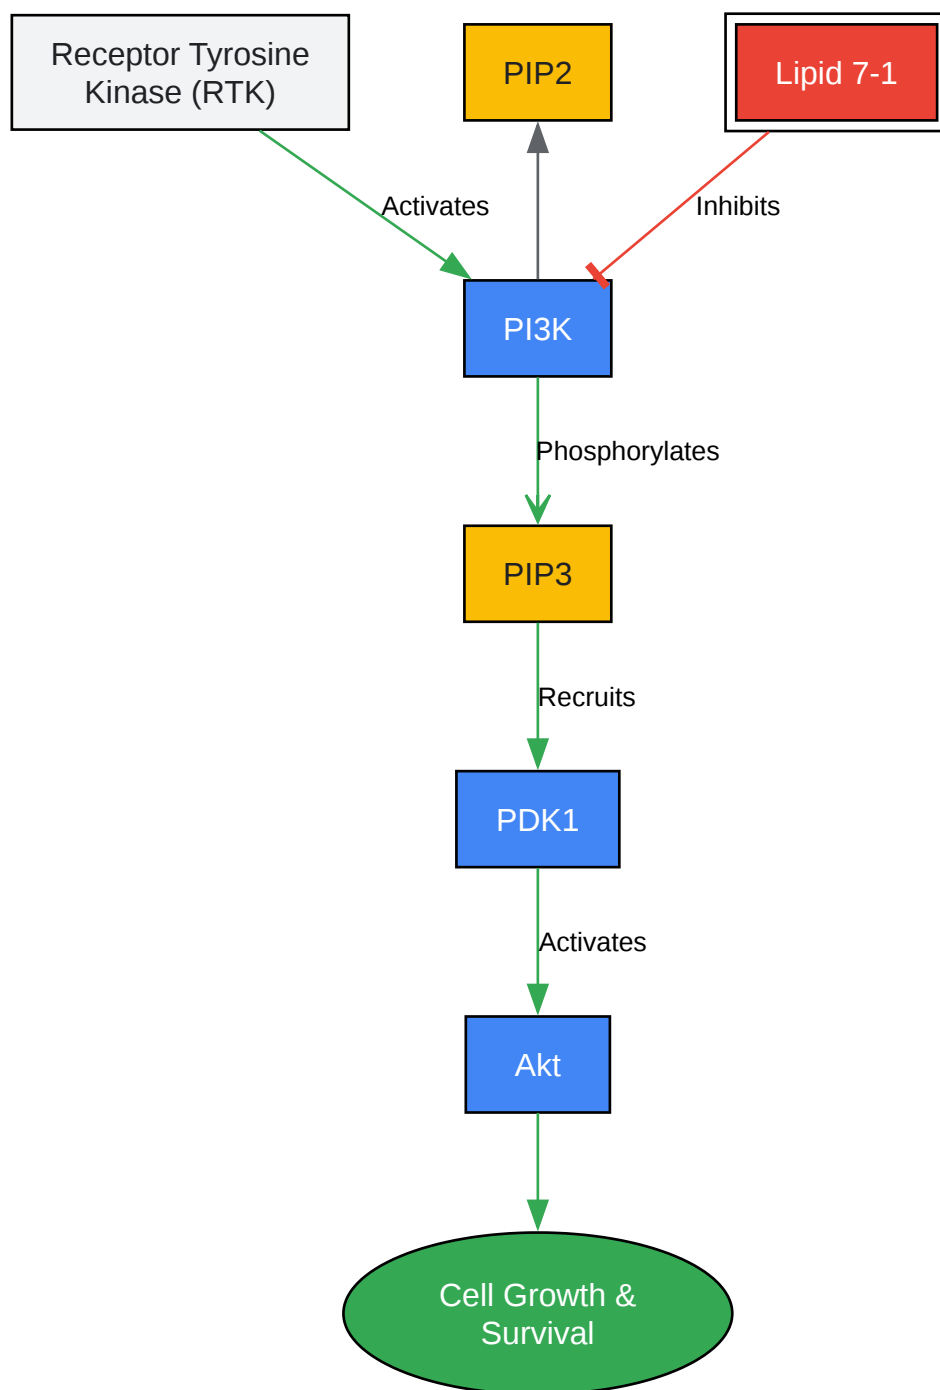 Receptor Tyrosine
Kinase (RTK)
PIP2
Lipid 7-1
Activates
Inhibits
PI3K
Phosphorylates
PIP3
Recruits
PDK1
Activates
Akt
Cell Growth &
Survival